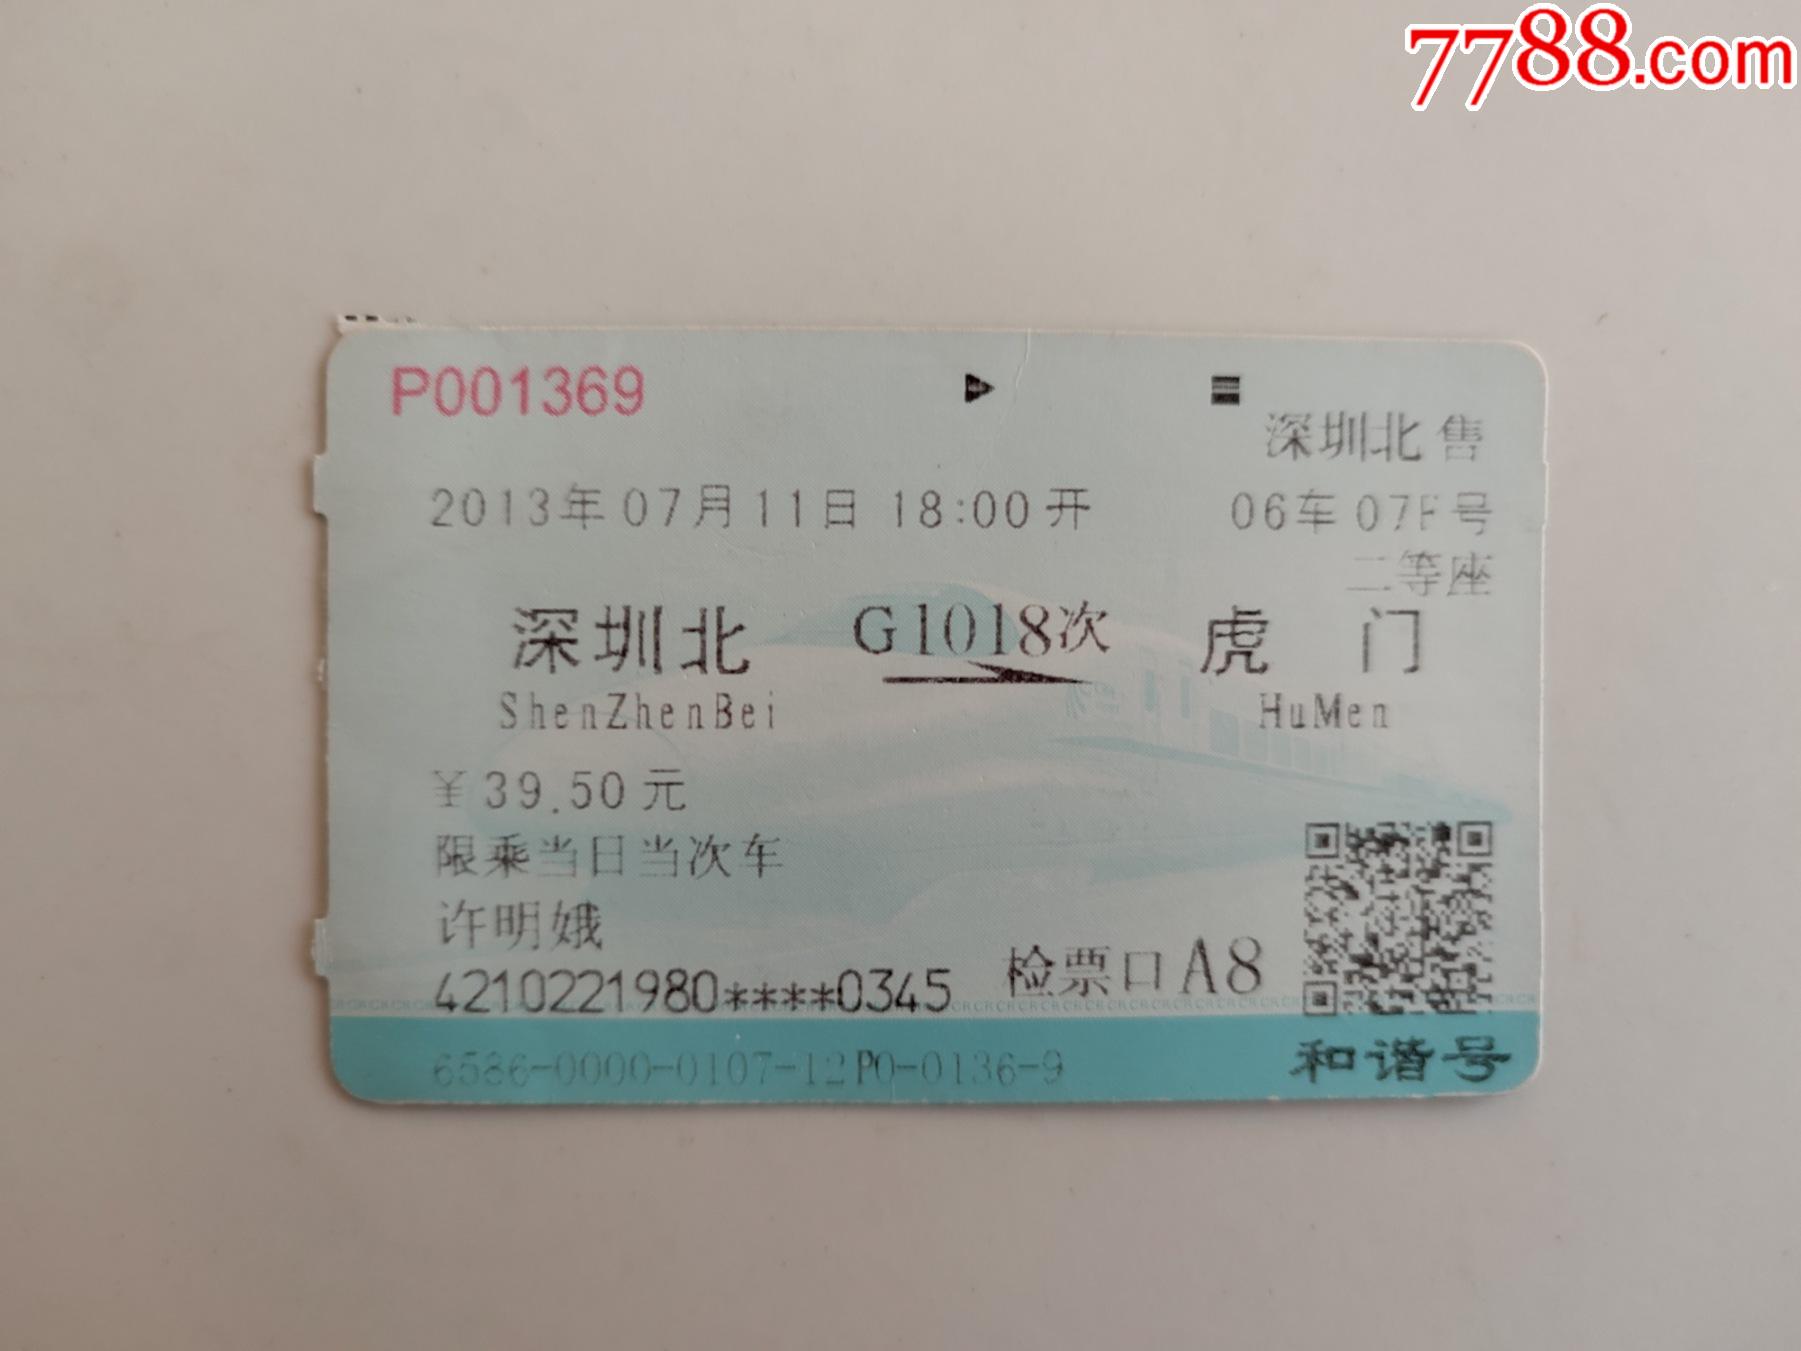 7788.com
P001369
深圳北 售
2013年07月11日 18:00开 06车07F号
二等座
深圳北 G1018次 虎门
ShenZhenBei HuMen
¥39.50元
限乘当日当次车
许明娥
4210221980****0345 检票口A8
6586-0000-0107-12P0-0136-9 和谐号